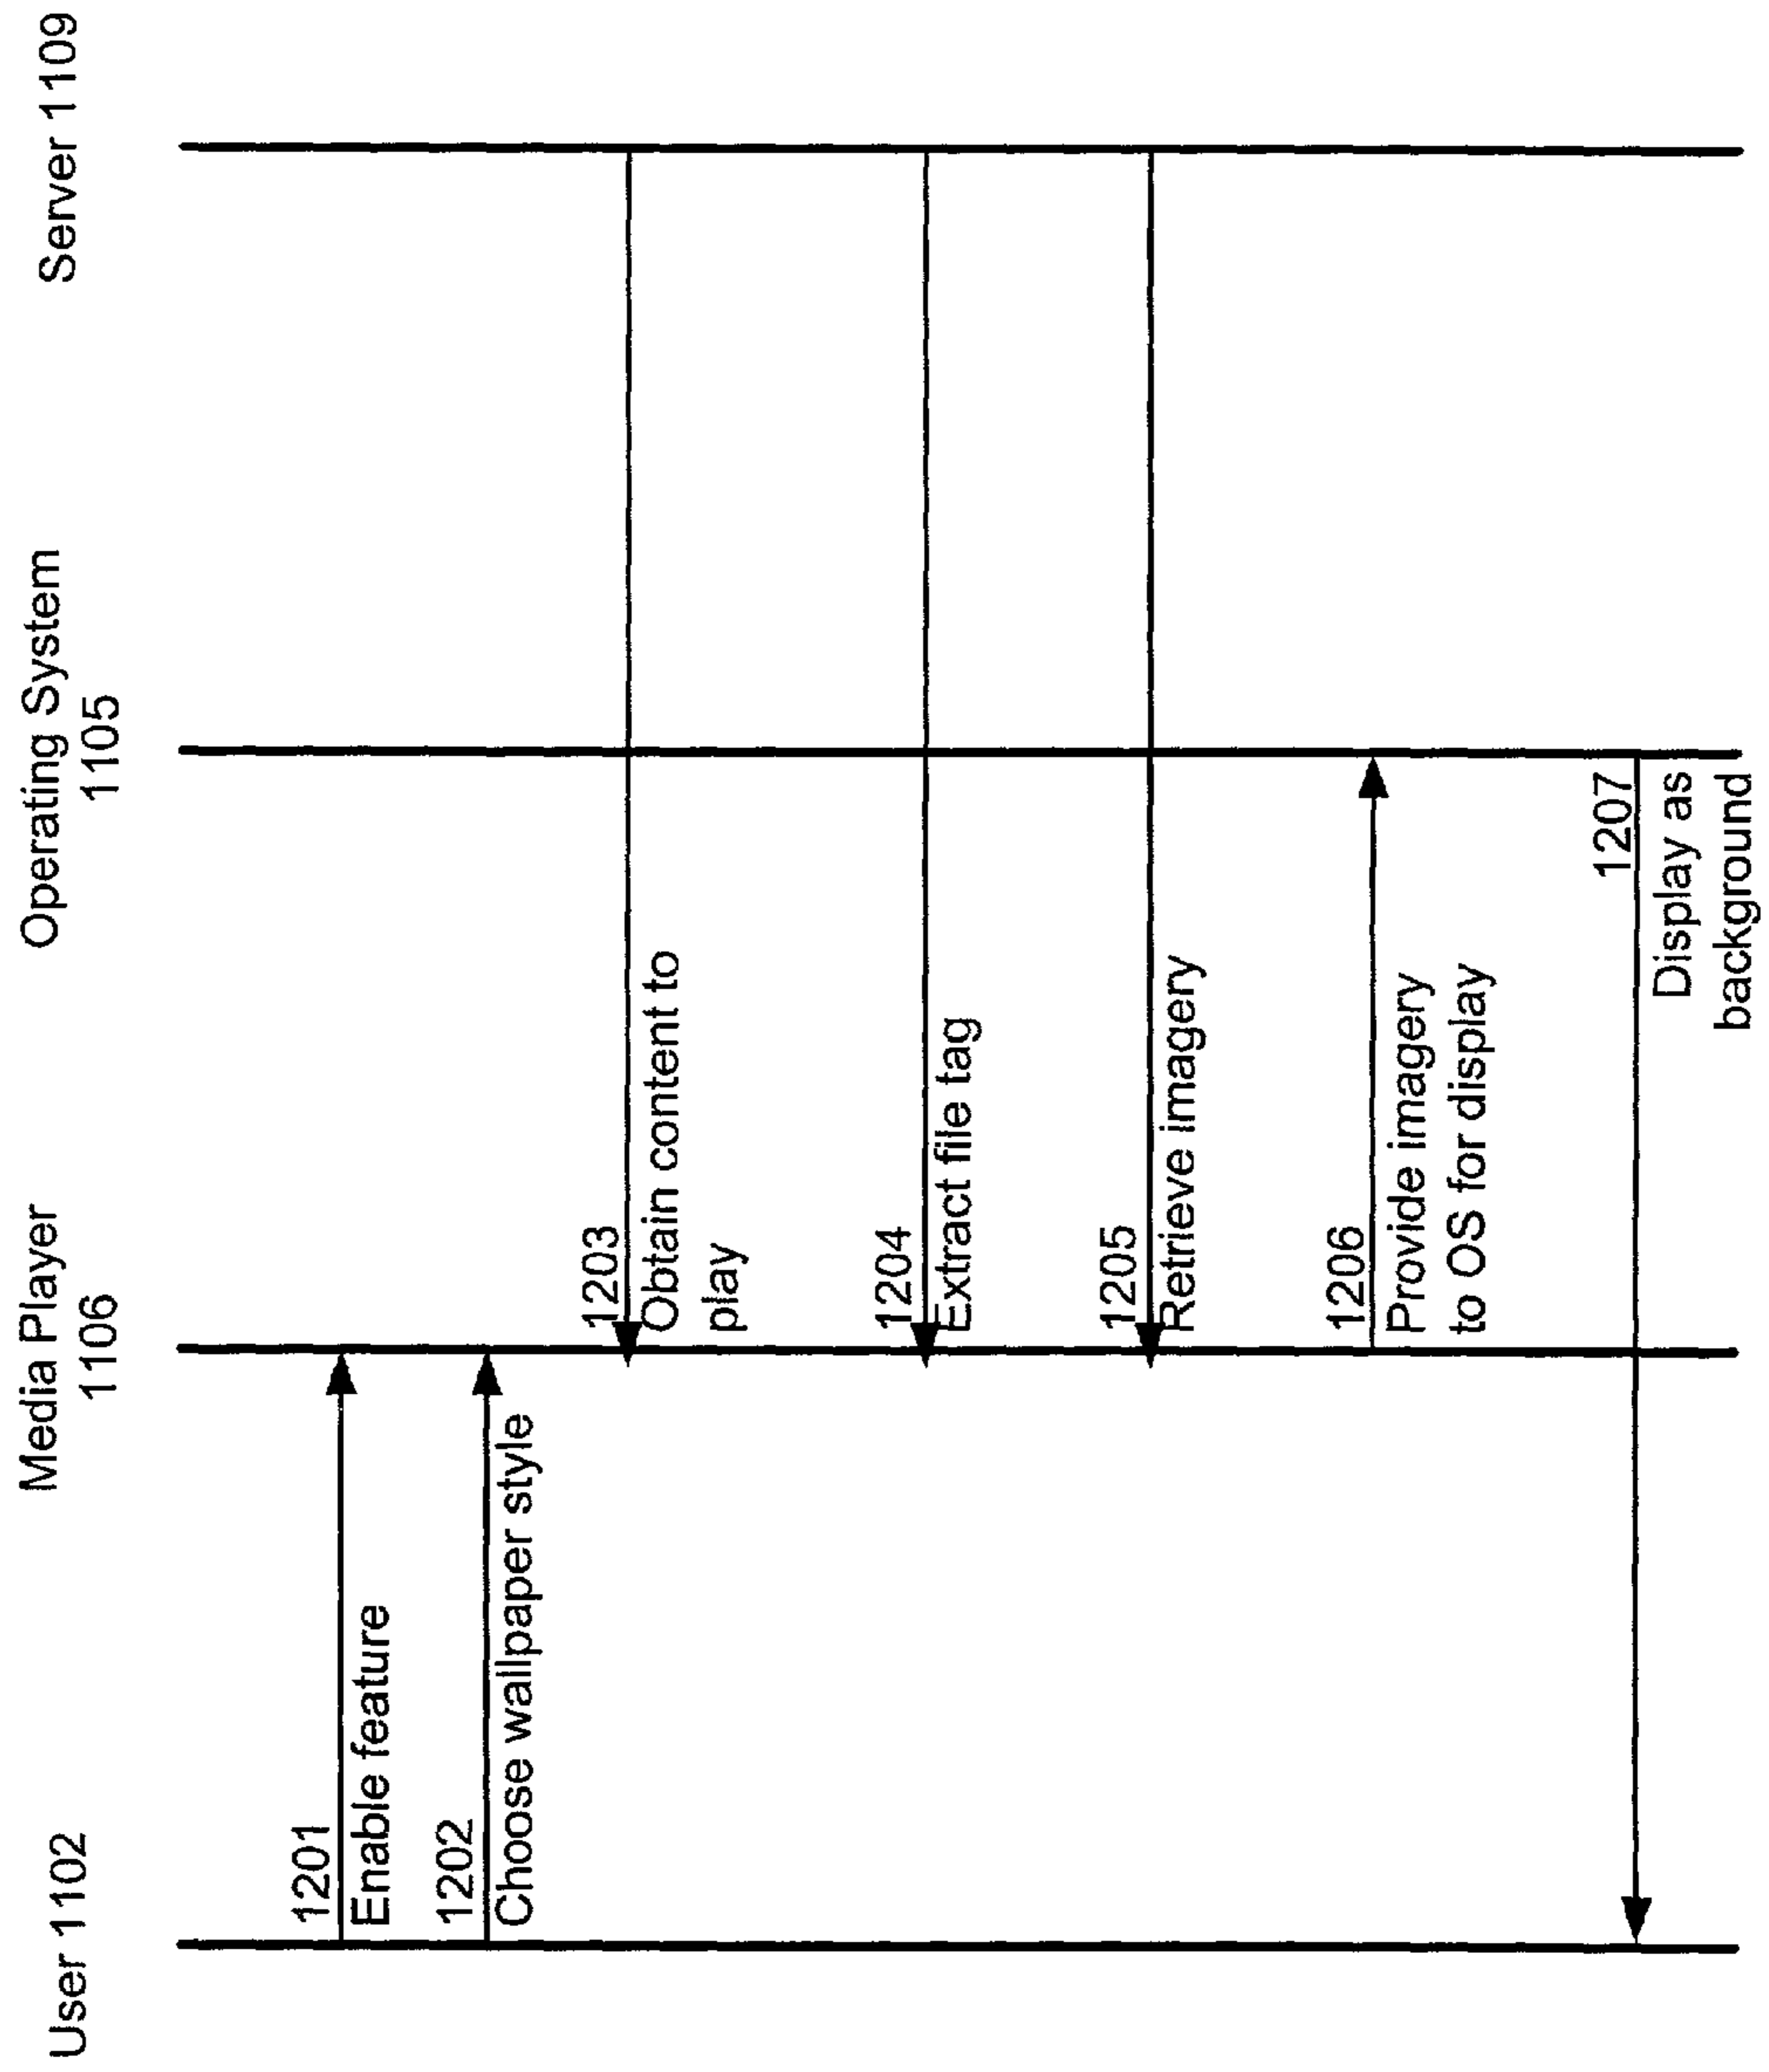 User 1102
Media Player
1106
Operating System
1105
Server 1109
1201
Enable feature
1202
Choose wallpaper style
1203
Obtain content to
play
1204
Extract file tag
1205
Retrieve imagery
1206
Provide imagery
to OS for display
1207
Display as
background